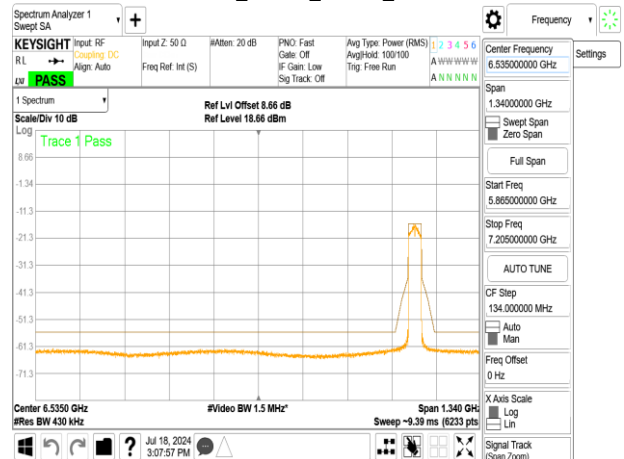 Spectrum Analyzer 1
Swept SA
+
Frequency
KEYSIGHT
RL
LXI PASS
Input: RF
Coupling: DC
Align: Auto
Input Z: 50 Ω
Freq Ref: Int (S)
#Atten: 20 dB
PNO: Fast
Gate: Off
IF Gain: Low
Sig Track: Off
Avg Type: Power (RMS)
Avg|Hold: 100/100
Trig: Free Run
1 2 3 4 5 6
A W W W W W
A N N N N N
1 Spectrum
Scale/Div 10 dB
Ref Lvl Offset 8.66 dB
Ref Level 18.66 dBm
Log
Trace 1 Pass
8.66
-1.34
-11.3
-21.3
-31.3
-41.3
-51.3
-61.3
-71.3
Center 6.5350 GHz
#Res BW 430 kHz
#Video BW 1.5 MHz*
Span 1.340 GHz
Sweep ~9.39 ms (6233 pts
?
Jul 18, 2024
3:07:57 PM
Center Frequency
6.535000000 GHz
Settings
Span
1.34000000 GHz
Swept Span
Zero Span
Full Span
Start Freq
5.865000000 GHz
Stop Freq
7.205000000 GHz
AUTO TUNE
CF Step
134.000000 MHz
Auto
Man
Freq Offset
0 Hz
X Axis Scale
Log
Lin
Signal Track
(Span Zoom)